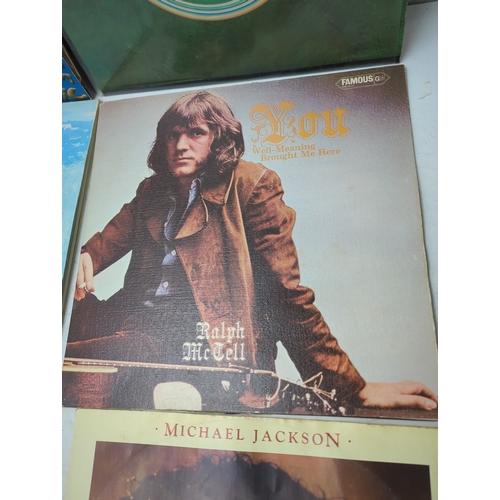 FAMOUS
You
Well-Meaning
Brought Me Here
Ralph
McTell
· MICHAEL JACKSON ·